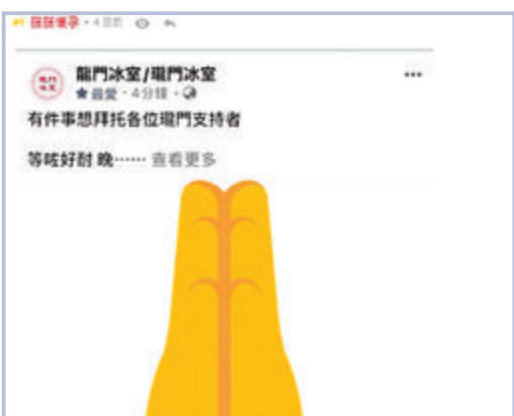 #1
龍門冰室/瓏門冰室
★最愛・4分鐘・
有件事想拜托各位瓏門支持者
等咗好耐 晚⋯⋯ 查看更多